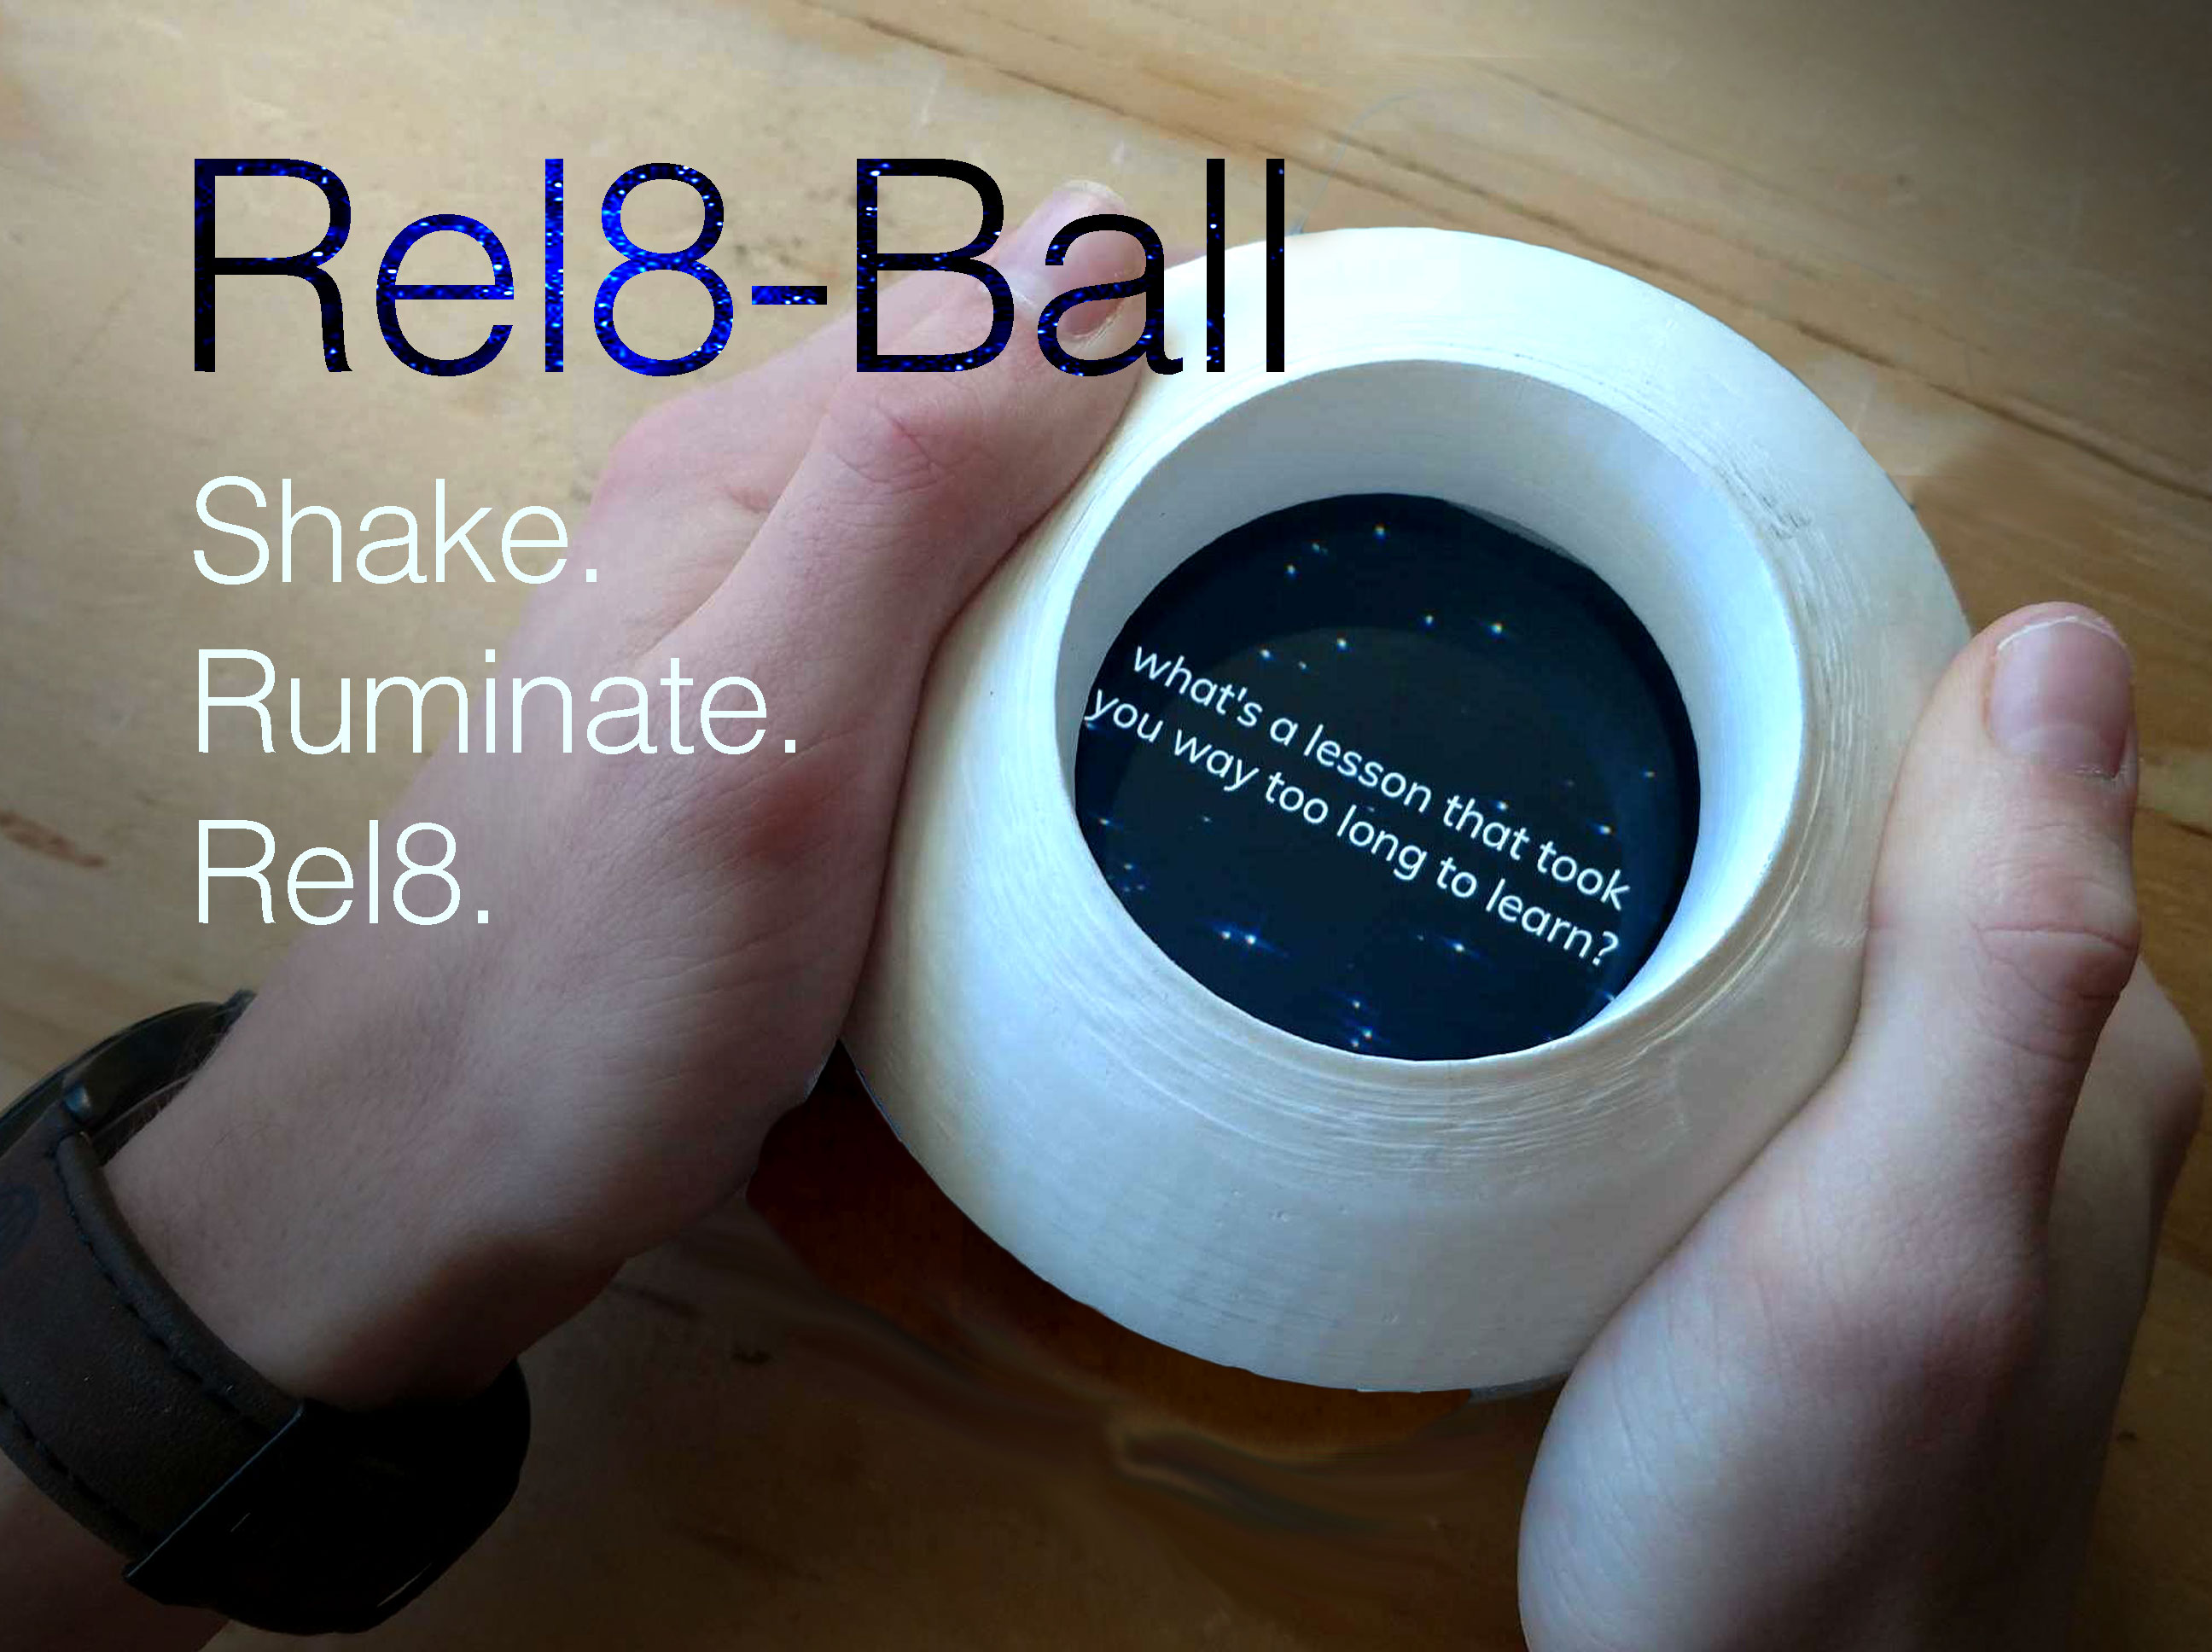 Rel8-Ball
Shake.
Ruminate.
Rel8.
what's a lesson that took
you way too long to learn?